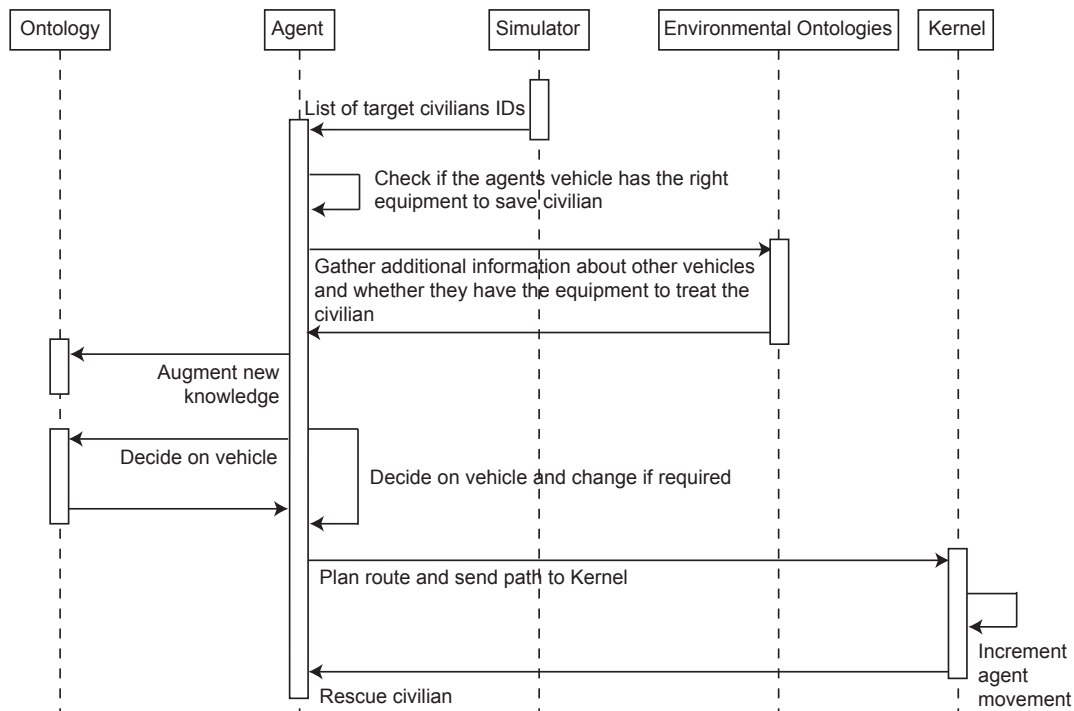 Ontology
Agent
Simulator
Environmental Ontologies
Kernel
List of target civilians IDs
Check if the agents vehicle has the right
equipment to save civilian
Gather additional information about other vehicles
and whether they have the equipment to treat the
civilian
Augment new
knowledge
Decide on vehicle
Decide on vehicle and change if required
Plan route and send path to Kernel
Increment
agent
movement
Rescue civilian